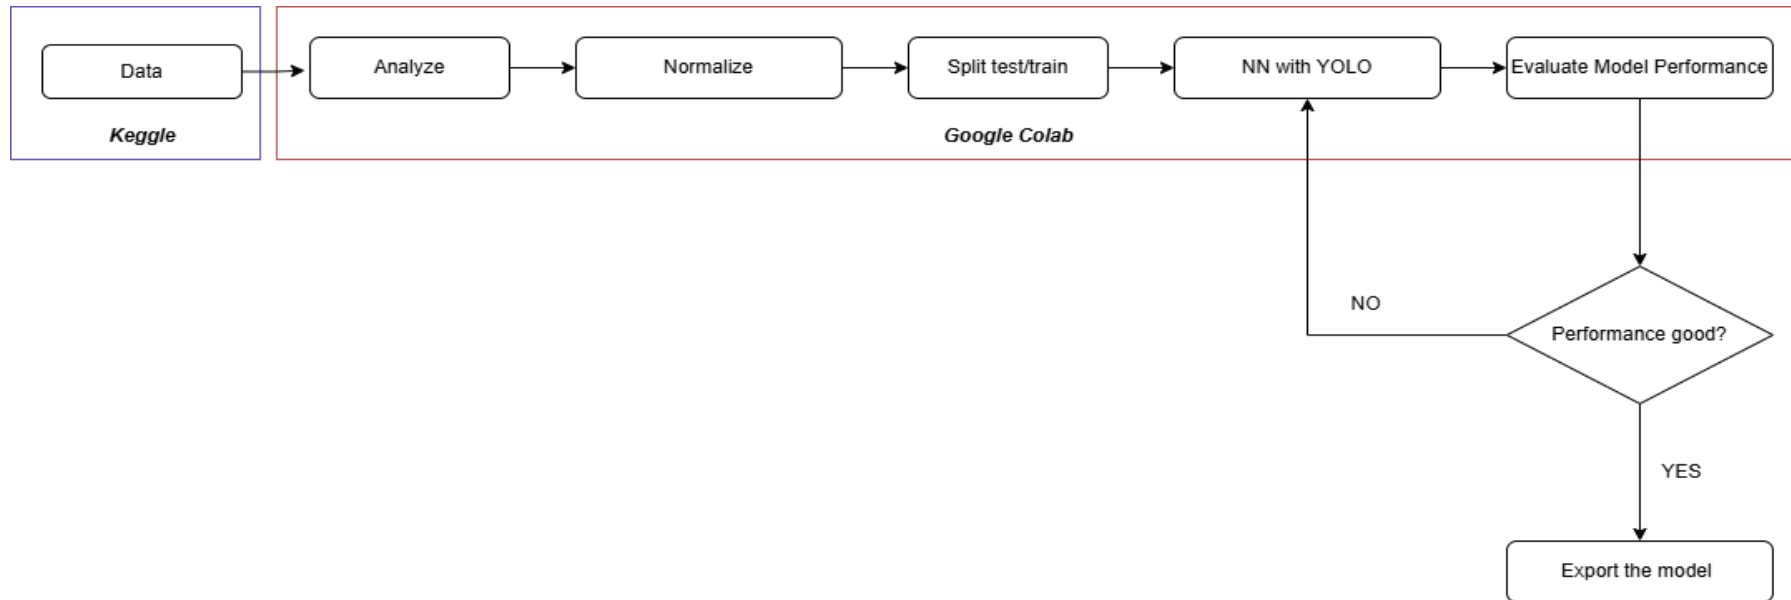 Data
Analyze
Normalize
Split test/train
NN with YOLO
Evaluate Model Performance
Keggle
Google Colab
NO
Performance good?
YES
Export the model